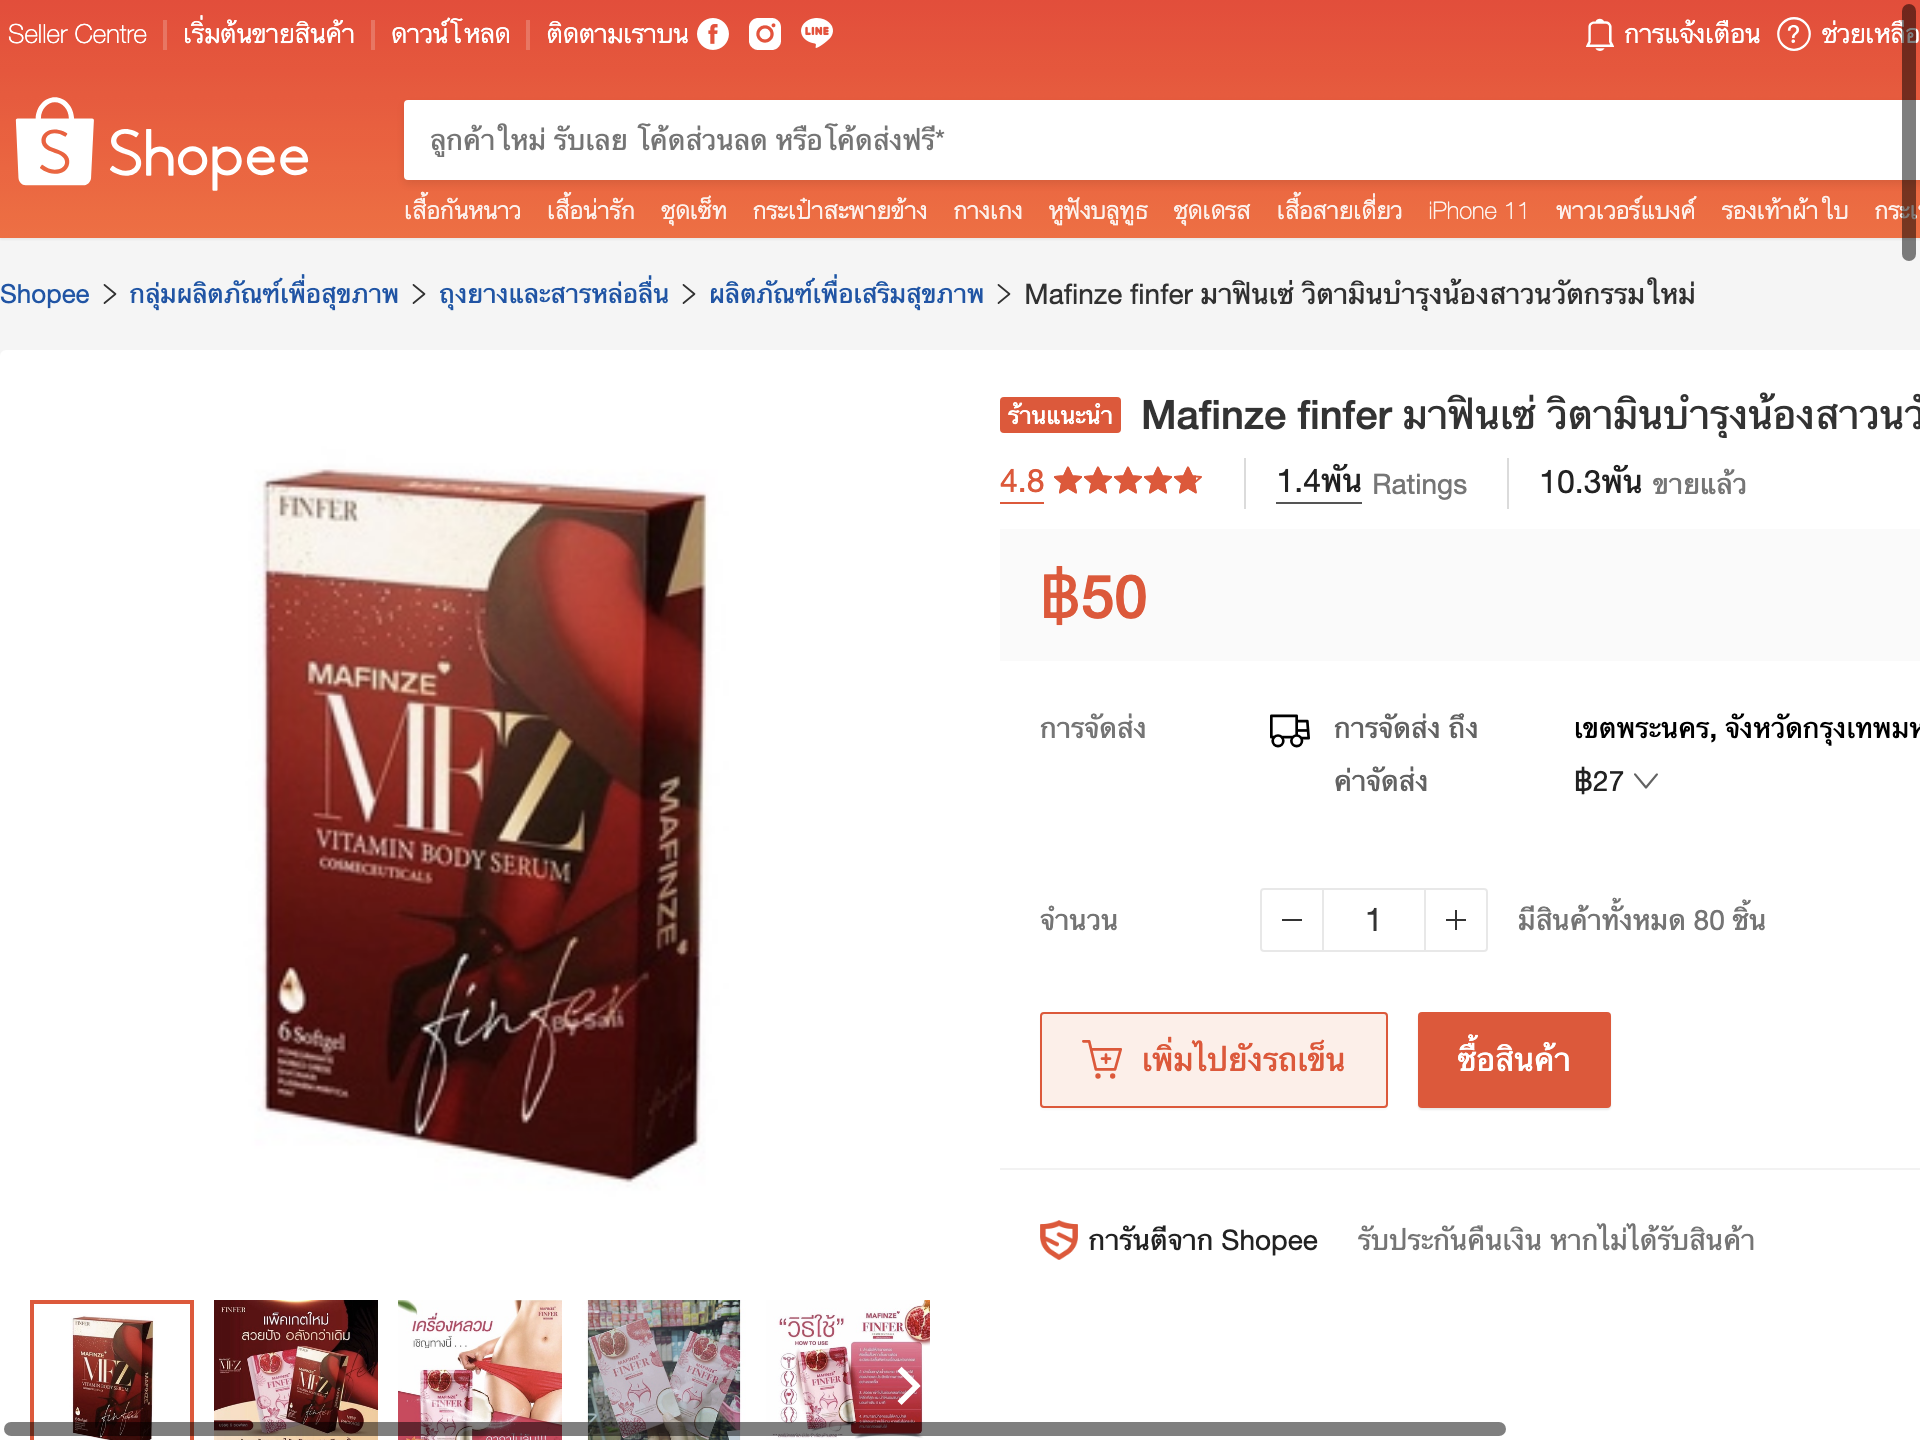 Seller Centre
เริ่มต้นขายสินค้า
ดาวน์โหลด
ติดตามเราบน
LINE
การแจ้งเตือน
ช่วยเหลือ
Shopee
ลูกค้าใหม่ รับเลย โค้ดส่วนลด หรือโค้ดส่งฟรี*
เสื้อกันหนาว เสื้อน่ารัก ชุดเซ็ท กระเป๋าสะพายข้าง กางเกง หูฟังบลูทูธ ชุดเดรส เสื้อสายเดี่ยว iPhone 11 พาวเวอร์แบงค์ รองเท้าผ้าใบ
Shopee > กลุ่มผลิตภัณฑ์เพื่อสุขภาพ > ถุงยางและสารหล่อลื่น > ผลิตภัณฑ์เพื่อเสริมสุขภาพ > Mafinze finfer มาฟินเซ่ วิตามินบำรุงน้องสาวนวัตกรรมใหม่
FINFER
MAFINZE
MFZ
VITAMIN BODY SERUM
COSMECEUTICALS
MAFINZE
finfer
By Sani
6 Softgel
ร้านแนะนำ Mafinze finfer มาฟินเซ่ วิตามินบำรุงน้องสาวนวั
4.8
1.4พัน Ratings
10.3พัน ขายแล้ว
฿50
การจัดส่ง
การจัดส่ง ถึง
เขตพระนคร, จังหวัดกรุงเทพมห
ค่าจัดส่ง
฿27
จำนวน
1
มีสินค้าทั้งหมด 80 ชิ้น
เพิ่มไปยังรถเข็น
ซื้อสินค้า
การันตีจาก Shopee
รับประกันคืนเงิน หากไม่ได้รับสินค้า
FINFER
แพ็คเกตใหม่
สวยปัง อลังกว่าเดิม
MFZ
เครื่องหลวม
เชิญทางนี้ . . .
MAFINZE
FINFER
"วิธีใช้"
HOW TO USE
MAFINZE
FINFER